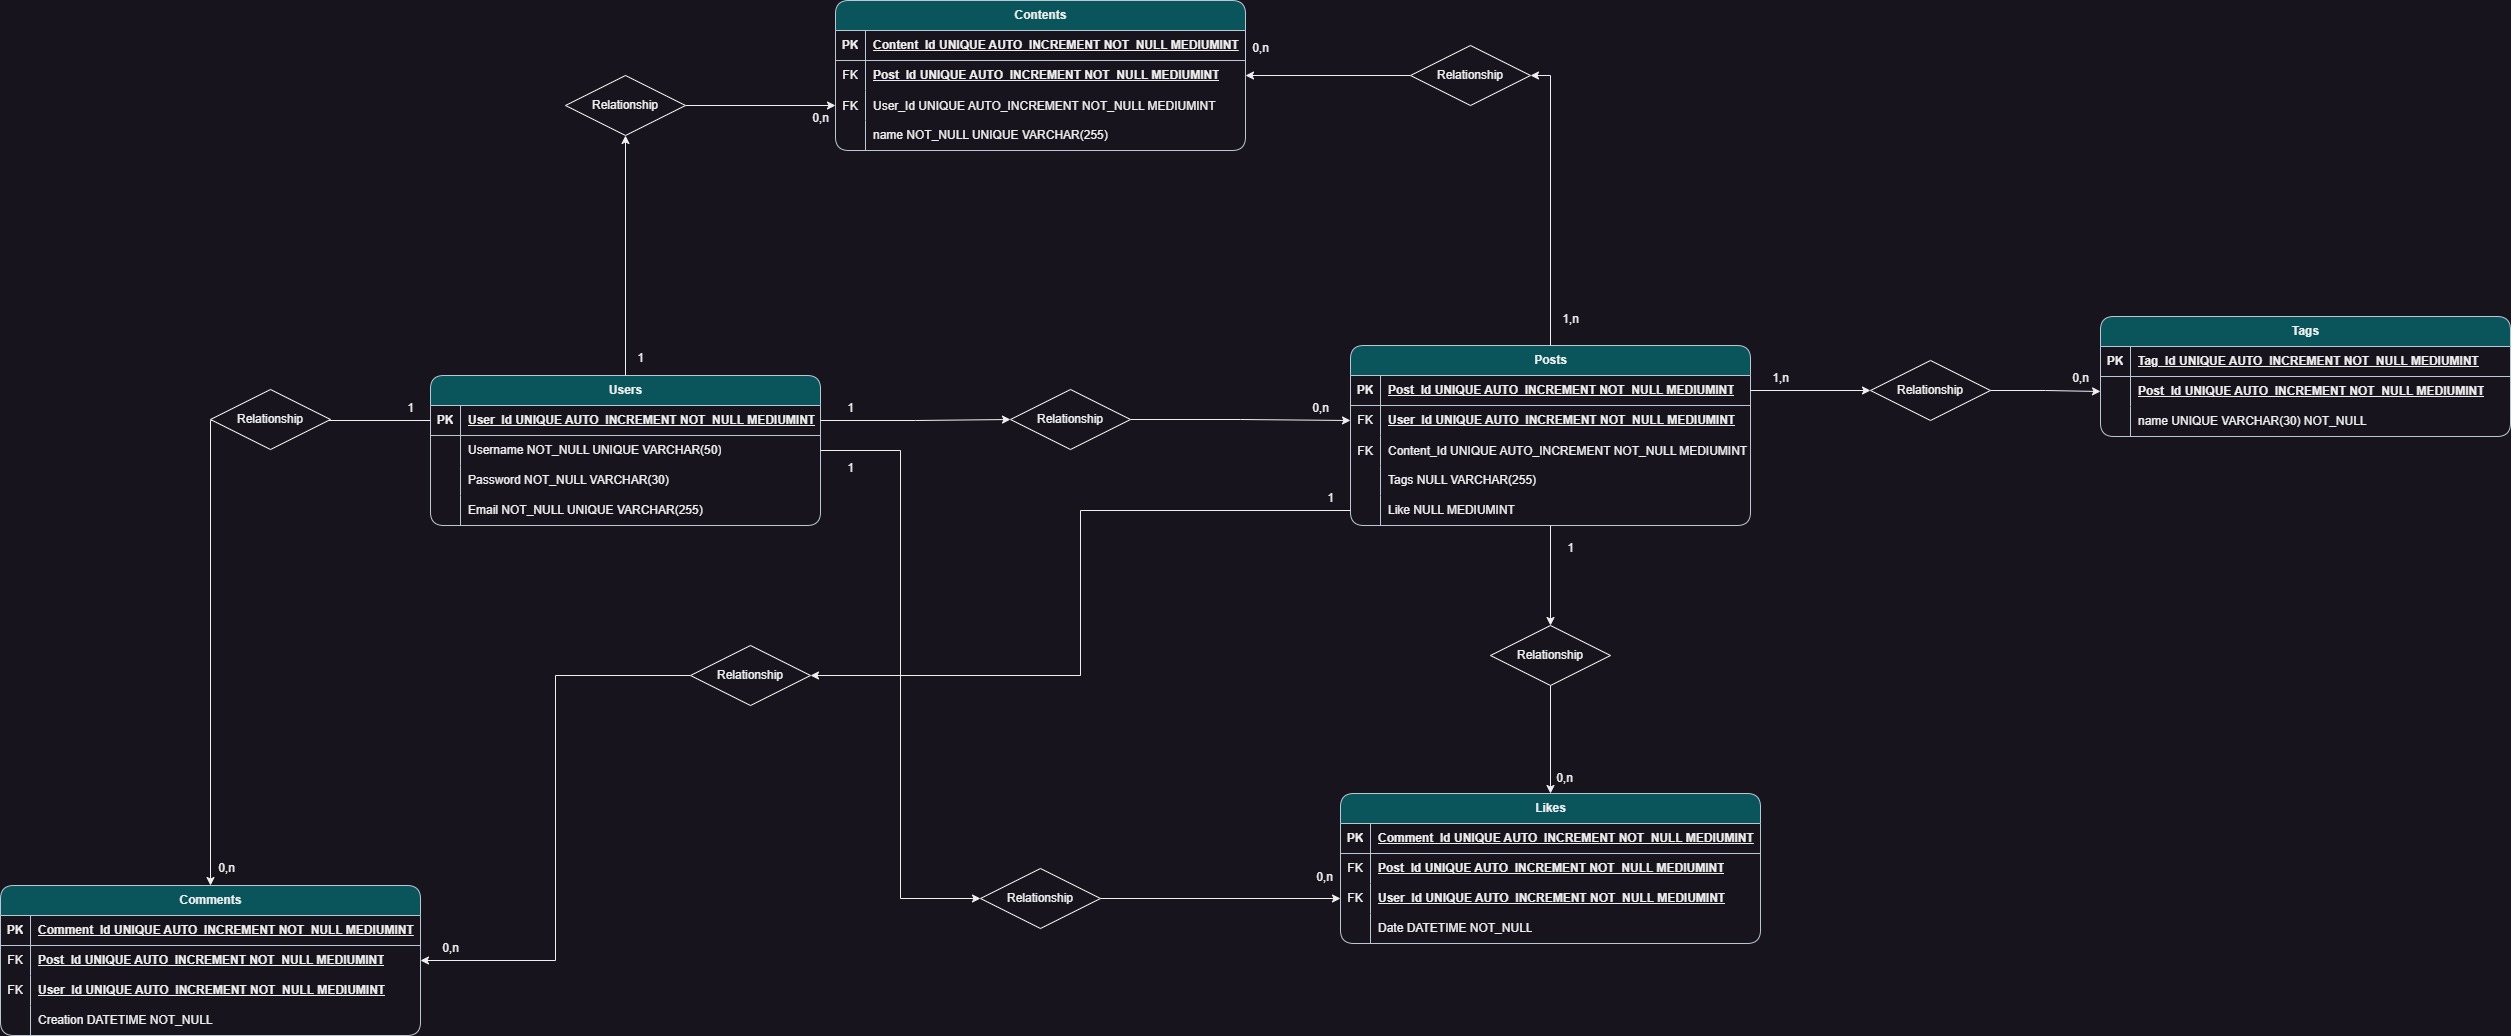 Contents
PK Content_Id UNIQUE AUTO_INCREMENT NOT_NULL MEDIUMINT
FK Post_Id UNIQUE AUTO_INCREMENT NOT_NULL MEDIUMINT
FK User_Id UNIQUE AUTO_INCREMENT NOT_NULL MEDIUMINT
name NOT_NULL UNIQUE VARCHAR(255)
0,n
Relationship
Relationship
0,n
1,n
1
Users
PK User_Id UNIQUE AUTO_INCREMENT NOT_NULL MEDIUMINT
Username NOT_NULL UNIQUE VARCHAR(50)
Password NOT_NULL VARCHAR(30)
Email NOT_NULL UNIQUE VARCHAR(255)
Relationship
1
1
Relationship
0,n
1
Posts
PK Post_Id UNIQUE AUTO_INCREMENT NOT_NULL MEDIUMINT
FK User_Id UNIQUE AUTO_INCREMENT NOT_NULL MEDIUMINT
FK Content_Id UNIQUE AUTO_INCREMENT NOT_NULL MEDIUMINT
Tags NULL VARCHAR(255)
Like NULL MEDIUMINT
1,n
Relationship
0,n
Tags
PK Tag_Id UNIQUE AUTO_INCREMENT NOT_NULL MEDIUMINT
Post_Id UNIQUE AUTO_INCREMENT NOT_NULL MEDIUMINT
name UNIQUE VARCHAR(30) NOT_NULL
1
1
Relationship
Relationship
0,n
Likes
PK Comment_Id UNIQUE AUTO_INCREMENT NOT_NULL MEDIUMINT
FK Post_Id UNIQUE AUTO_INCREMENT NOT_NULL MEDIUMINT
FK User_Id UNIQUE AUTO_INCREMENT NOT_NULL MEDIUMINT
Date DATETIME NOT_NULL
Relationship
0,n
0,n
Comments
PK Comment_Id UNIQUE AUTO_INCREMENT NOT_NULL MEDIUMINT
FK Post_Id UNIQUE AUTO_INCREMENT NOT_NULL MEDIUMINT
FK User_Id UNIQUE AUTO_INCREMENT NOT_NULL MEDIUMINT
Creation DATETIME NOT_NULL
0,n